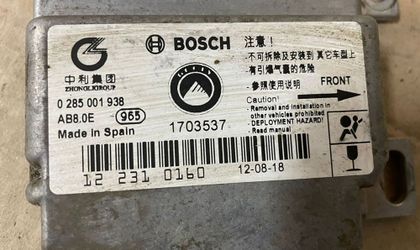 BOSCH
注意！
中利集团
ZHONGLIGROUP
GEELY
-不可拆除及安装到 其它车型上
有引爆气囊的危险
-参照使用说明
FRONT
0 285 001 938
AB8.0E 965
Made in Spain
1703537
Caution!
- Removal and installation in
other vehicles prohibited
- DEPLOYMENT HAZARD!
- Read manual
12 231 0160
12-08-18